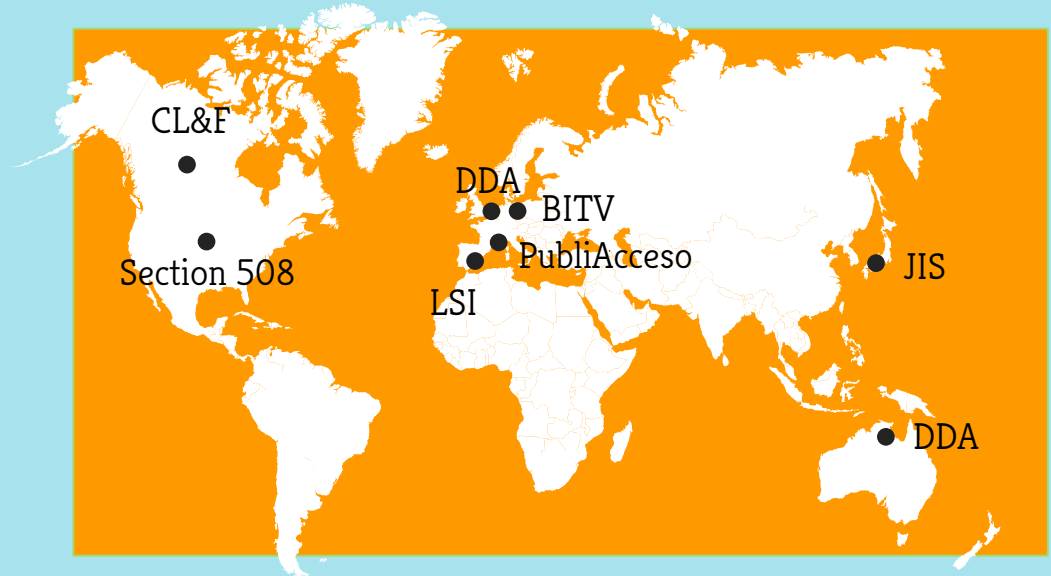 CL&F
DDA
BITV
PubliAcceso
Section 508
LSI
JIS
DDA